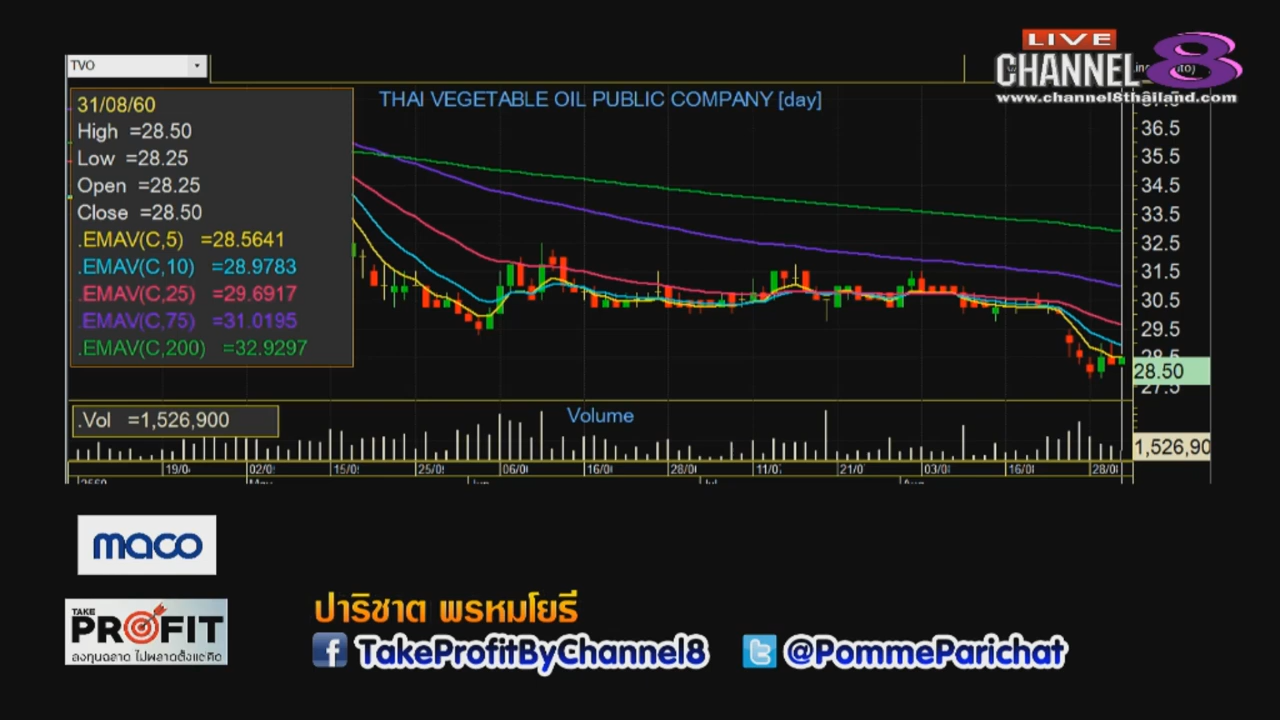 LIVE
CHANNEL 8
www.channel8thailand.com
TVO
31/08/60
High =28.50
Low =28.25
Open =28.25
Close =28.50
.EMAV(C,5) =28.5641
.EMAV(C,10) =28.9783
.EMAV(C,25) =29.6917
.EMAV(C,75) =31.0195
.EMAV(C,200) =32.9297
THAI VEGETABLE OIL PUBLIC COMPANY [day]
36.5
35.5
34.5
33.5
32.5
31.5
30.5
29.5
28.5
28.50
27.5
.Vol =1,526,900
Volume
1,526,90
19/0 02/0 15/0 25/0 06/0 16/0 28/0 11/0 21/0 03/0 16/0 28/0
maco
TAKE
PROFIT
ลงทุนฉลาด ไม่พลาดตั้งแต่คิด
ปาริชาต พรหมโยธี
TakeProfitByChannel8 @PommeParichat